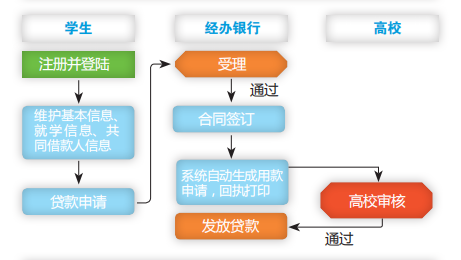 学生
经办银行
高校
注册并登陆
受理
通过
维护基本信息、
就学信息、共
同借款人信息
合同签订
系统自动生成用款
申请，回执打印
贷款申请
高校审核
发放贷款
通过